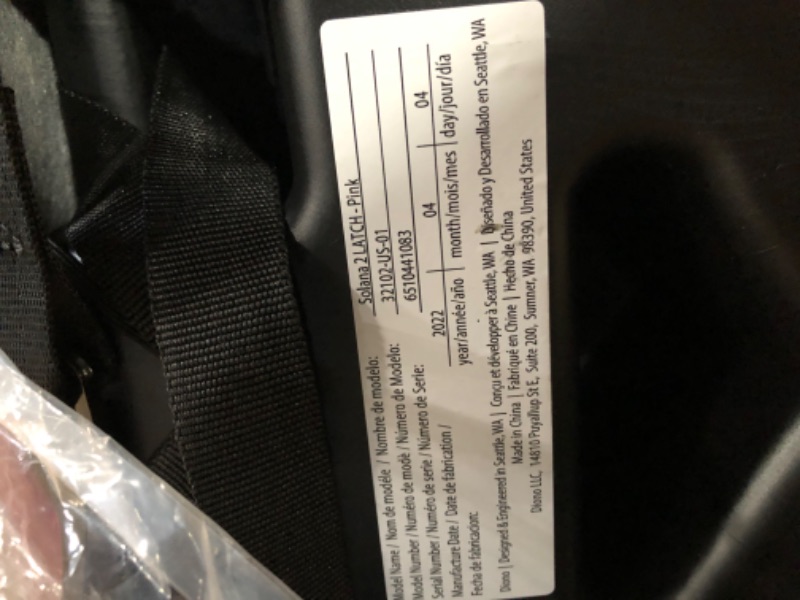 Model Name / Nom de modéle / Nombre de modelo: Solana 2 LATCH - Pink
Model Number / Numéro de modè / Número de Modelo: 32102-US-01
Serial Number / Numéro de serie / Número de Serie: 6510441083
Manufacture Date / Date de fabrication / 2022 04 04
Fecha de fabricacion: year/année/año | month/mois/mes | day/jour/día
Diono | Designed & Engineered in Seattle, WA | Conçu et développer à Seattle, WA | Diseñado y Desarrollado en Seattle, WA
Made in China | Fabriqué en Chine | Hecho de China
Diono LLC, 14810 Puyallup St E, Suite 200, Sumner, WA 98390, United States